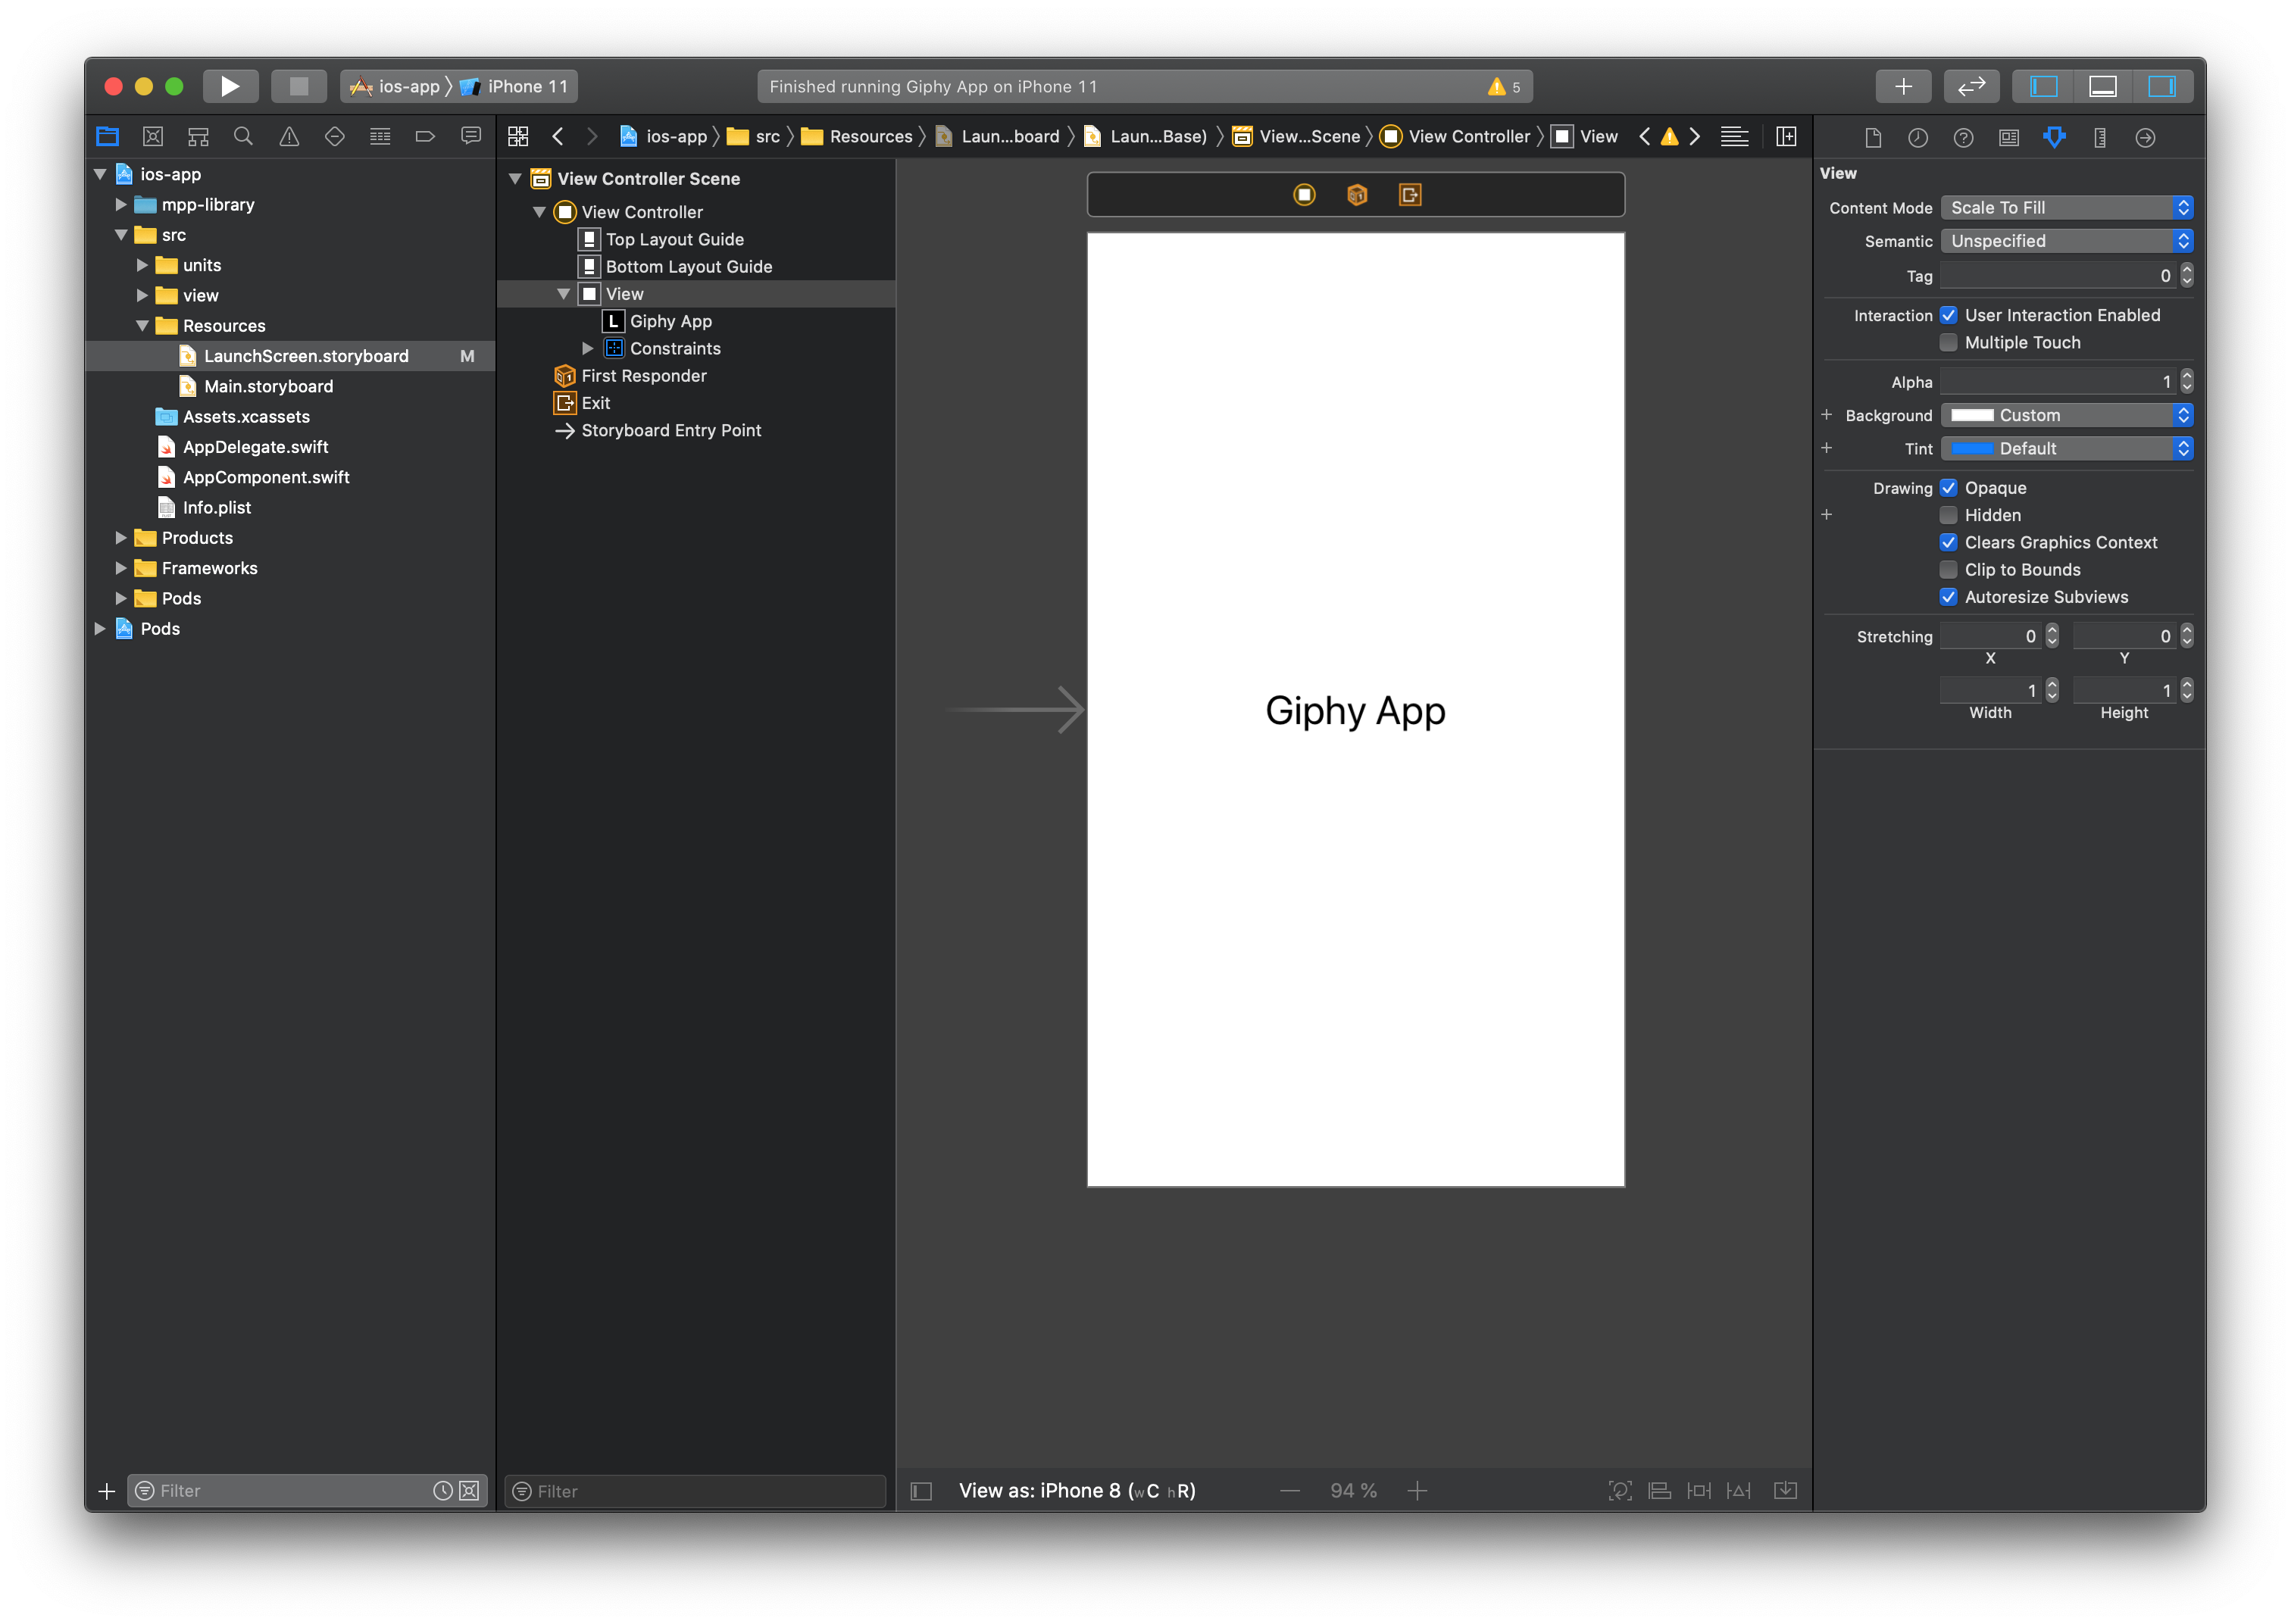 ios-app 〉 iPhone 11
Finished running Giphy App on iPhone 11
5
ios-app 〉 src 〉 Resources 〉 Laun...board 〉 Laun...Base) 〉 View...Scene 〉 View Controller 〉 View
ios-app
mpp-library
src
units
view
Resources
LaunchScreen.storyboard M
Main.storyboard
Assets.xcassets
AppDelegate.swift
AppComponent.swift
Info.plist
Products
Frameworks
Pods
Pods
Filter
View Controller Scene
View Controller
Top Layout Guide
Bottom Layout Guide
View
L Giphy App
Constraints
First Responder
Exit
Storyboard Entry Point
Filter
Giphy App
View as: iPhone 8 (wC hR)
94 %
View
Content Mode Scale To Fill
Semantic Unspecified
Tag 0
Interaction User Interaction Enabled
Multiple Touch
Alpha 1
Background Custom
Tint Default
Drawing Opaque
Hidden
Clears Graphics Context
Clip to Bounds
Autoresize Subviews
Stretching 0 0
X Y
1 1
Width Height